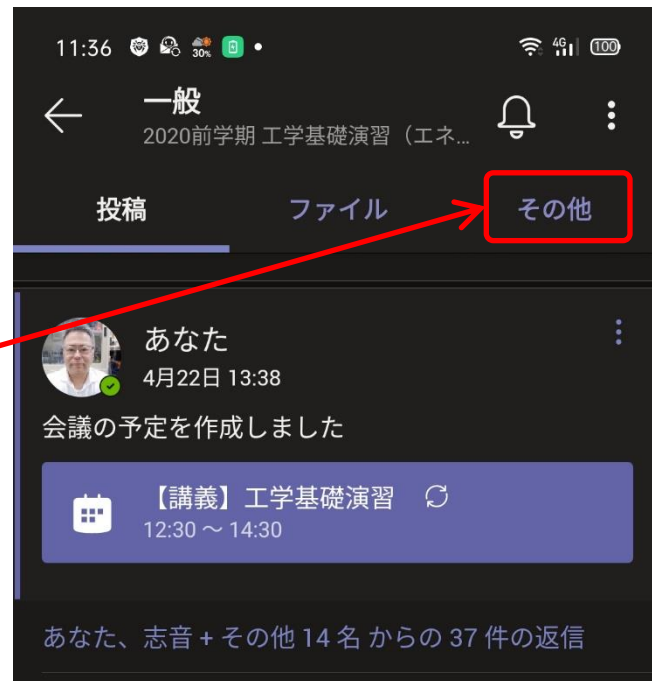 11:36 30%
4G 100
一般
2020前学期 工学基礎演習（エネ...
投稿 ファイル その他
あなた
4月22日 13:38
会議の予定を作成しました
【講義】工学基礎演習
12:30 ～ 14:30
あなた、志音 + その他 14 名 からの 37 件の返信